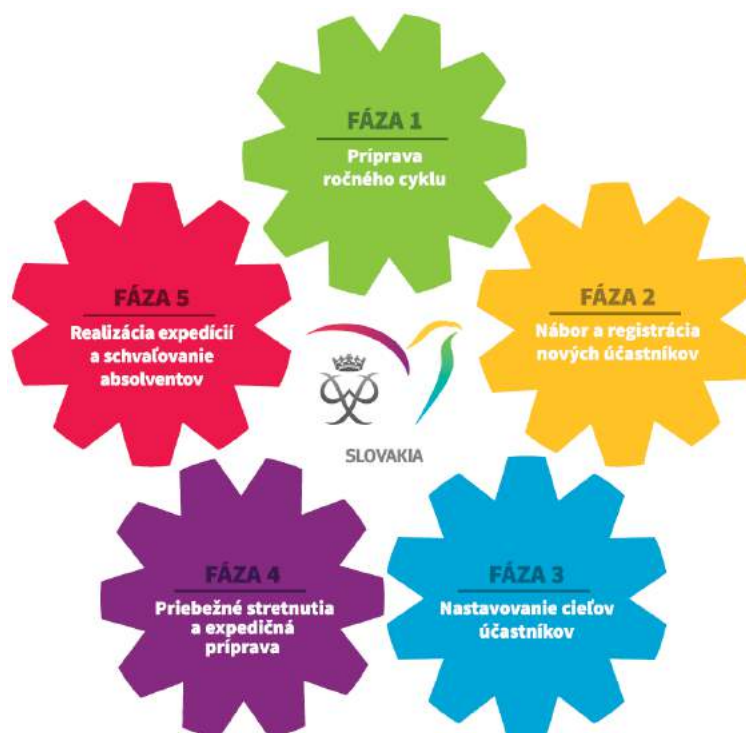 FÁZA 1
Príprava
ročného cyklu
FÁZA 2
Nábor a registrácia
nových účastníkov
FÁZA 3
Nastavovanie cieľov
účastníkov
FÁZA 4
Priebežné stretnutia
a expedičná
príprava
FÁZA 5
Realizácia expedícií
a schvaľovanie
absolventov
SLOVAKIA